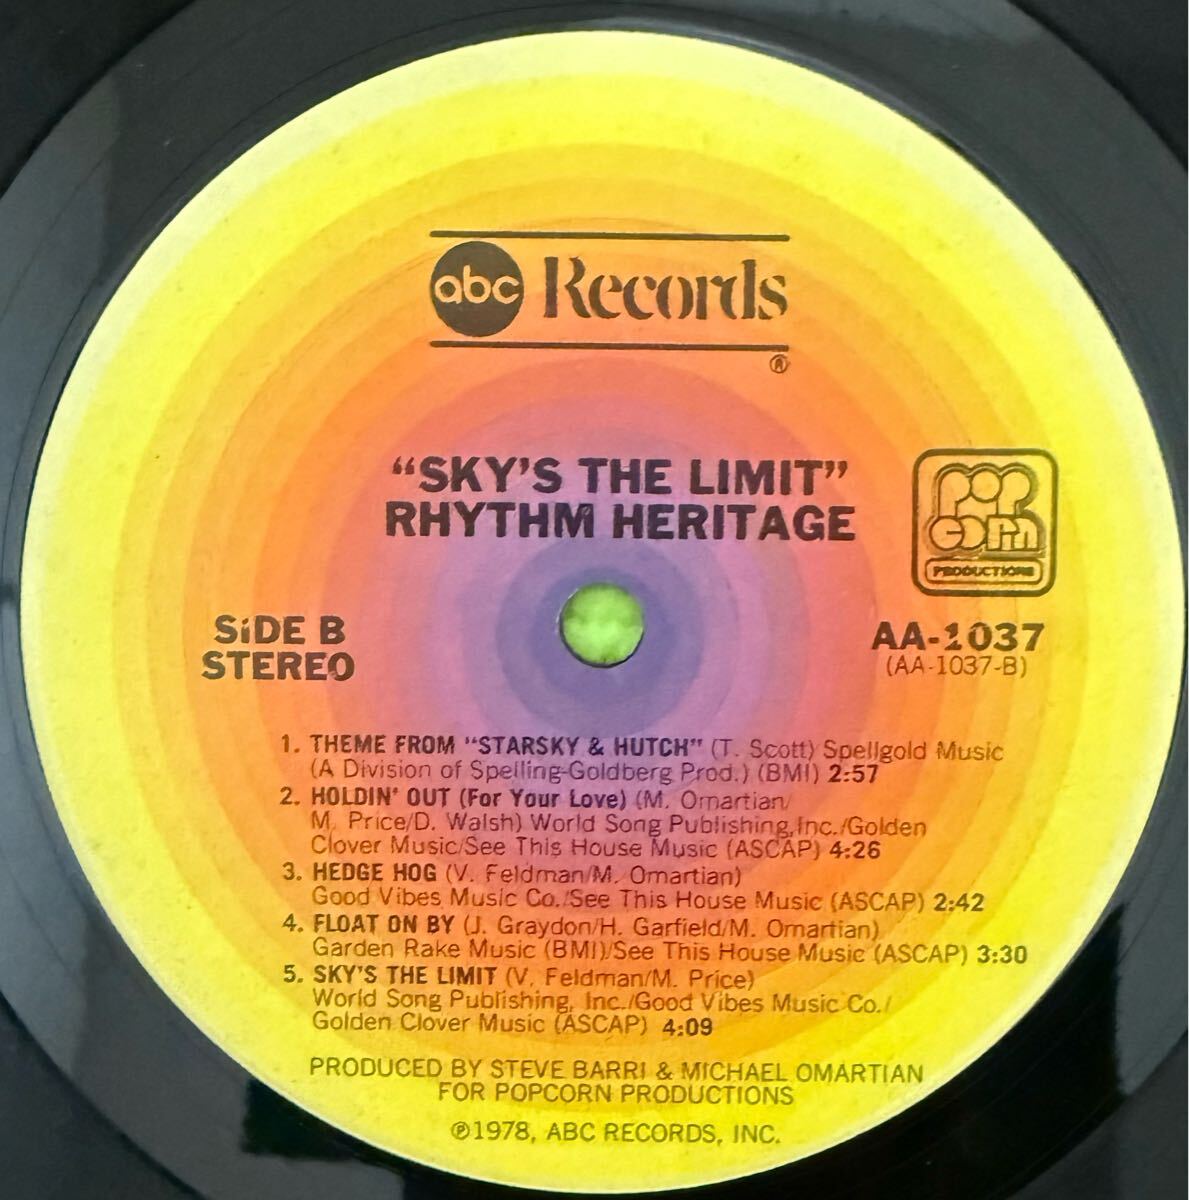 abc Records
®
"SKY'S THE LIMIT"
RHYTHM HERITAGE
POP
CORN
PRODUCTIONS
SiDE B
STEREO
AA-1037
(AA-1037-B)
1. THEME FROM "STARSKY & HUTCH" (T. Scott) Spellgold Music
(A Division of Spelling-Goldberg Prod.) (BMI) 2:57
2. HOLDIN' OUT (For Your Love) (M. Omartian/
M. Price/D. Walsh) World Song Publishing, Inc./Golden
Clover Music/See This House Music (ASCAP) 4:26
3. HEDGE HOG (V. Feldman/M. Omartian)
Good Vibes Music Co./See This House Music (ASCAP) 2:42
4. FLOAT ON BY (J. Graydon/H. Garfield/M. Omartian)
Garden Rake Music (BMI)/See This House Music (ASCAP) 3:30
5. SKY'S THE LIMIT (V. Feldman/M. Price)
World Song Publishing, Inc./Good Vibes Music Co./
Golden Clover Music (ASCAP) 4:09
PRODUCED BY STEVE BARRI & MICHAEL OMARTIAN
FOR POPCORN PRODUCTIONS
℗1978, ABC RECORDS, INC.